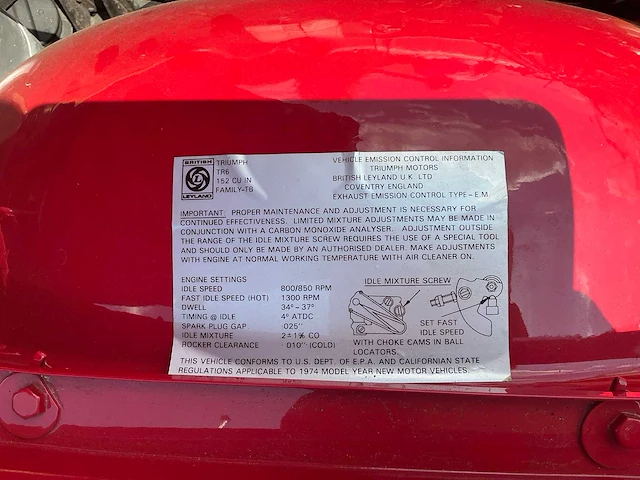 BRITISH
LEYLAND
TRIUMPH
TR6
152 CU IN
FAMILY-TB
VEHICLE EMISSION CONTROL INFORMATION
TRIUMPH MOTORS
BRITISH LEYLAND U.K. LTD
COVENTRY ENGLAND
EXHAUST EMISSION CONTROL TYPE-E.M
IMPORTANT: PROPER MAINTENANCE AND ADJUSTMENT IS NECESSARY FOR
CONTINUED EFFECTIVENESS. LIMITED MIXTURE ADJUSTMENTS MAY BE MADE IN
CONJUNCTION WITH A CARBON MONOXIDE ANALYSER. ADJUSTMENT OUTSIDE
THE RANGE OF THE IDLE MIXTURE SCREW REQUIRES THE USE OF A SPECIAL TOOL
AND SHOULD ONLY BE MADE BY AN AUTHORISED DEALER. MAKE ADJUSTMENTS
WITH ENGINE AT NORMAL WORKING TEMPERATURE WITH AIR CLEANER ON.
ENGINE SETTINGS
IDLE SPEED 800/850 RPM
FAST IDLE SPEED (HOT) 1300 RPM
DWELL 34°-37°
TIMING @ IDLE 4° ATDC
SPARK PLUG GAP .025"
IDLE MIXTURE 2±1% CO
ROCKER CLEARANCE .010" (COLD)
IDLE MIXTURE SCREW
SET FAST
IDLE SPEED
WITH CHOKE CAMS IN BALL
LOCATORS.
THIS VEHICLE CONFORMS TO U.S. DEPT. OF E.P.A. AND CALIFORNIAN STATE
REGULATIONS APPLICABLE TO 1974 MODEL YEAR NEW MOTOR VEHICLES.